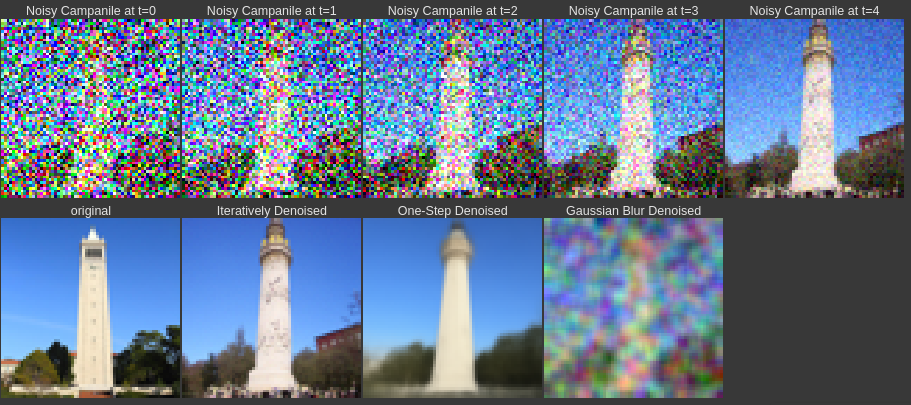 Noisy Campanile at t=0
Noisy Campanile at t=1
Noisy Campanile at t=2
Noisy Campanile at t=3
Noisy Campanile at t=4
original
Iteratively Denoised
One-Step Denoised
Gaussian Blur Denoised